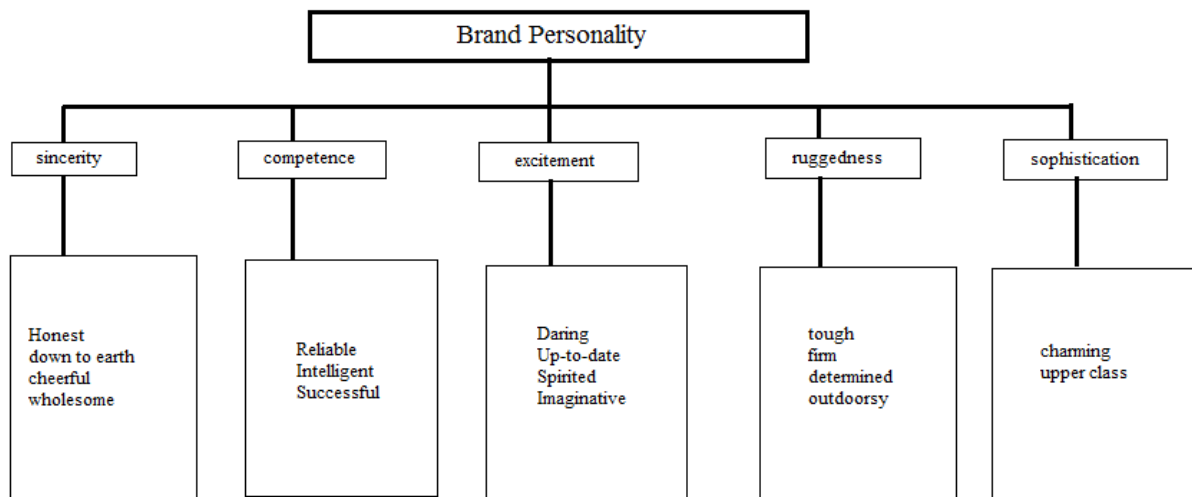 Brand Personality
sincerity
competence
excitement
ruggedness
sophistication
Honest
down to earth
cheerful
wholesome
Reliable
Intelligent
Successful
Daring
Up-to-date
Spirited
Imaginative
tough
firm
determined
outdoorsy
charming
upper class